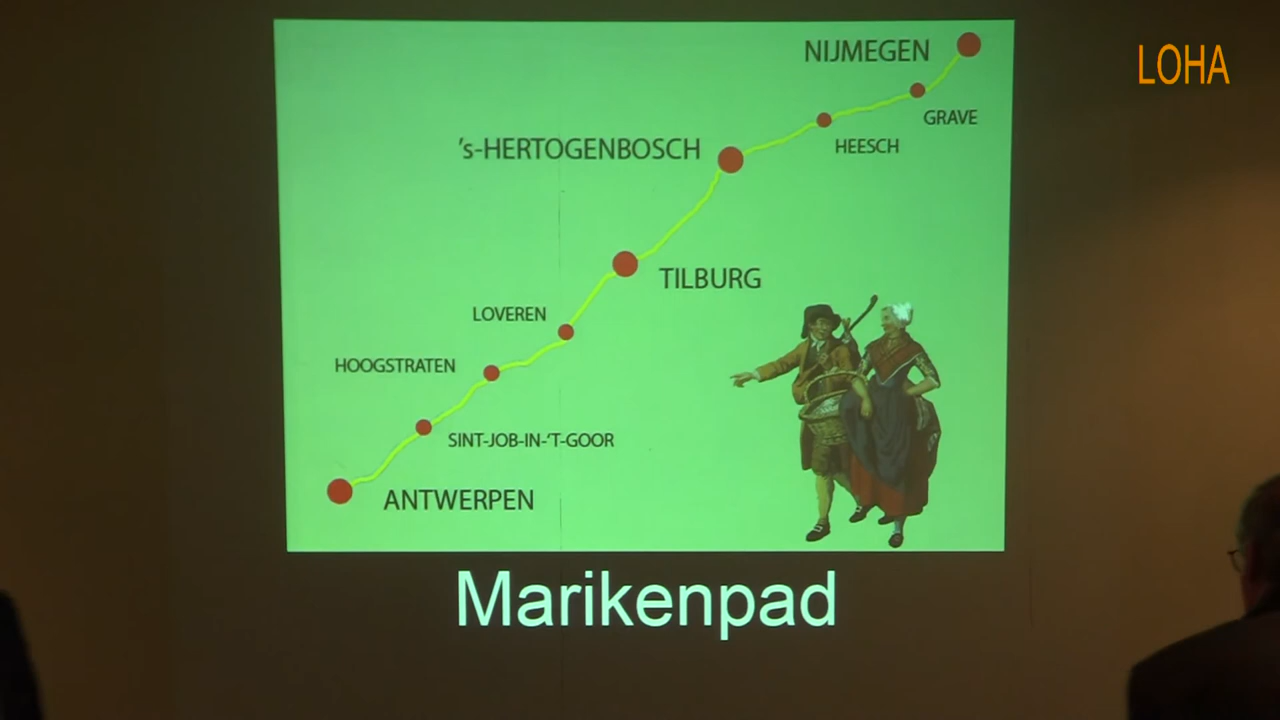 LOHA
NIJMEGEN
GRAVE
HEESCH
's-HERTOGENBOSCH
TILBURG
LOVEREN
HOOGSTRATEN
SINT-JOB-IN-'T-GOOR
ANTWERPEN
Marikenpad